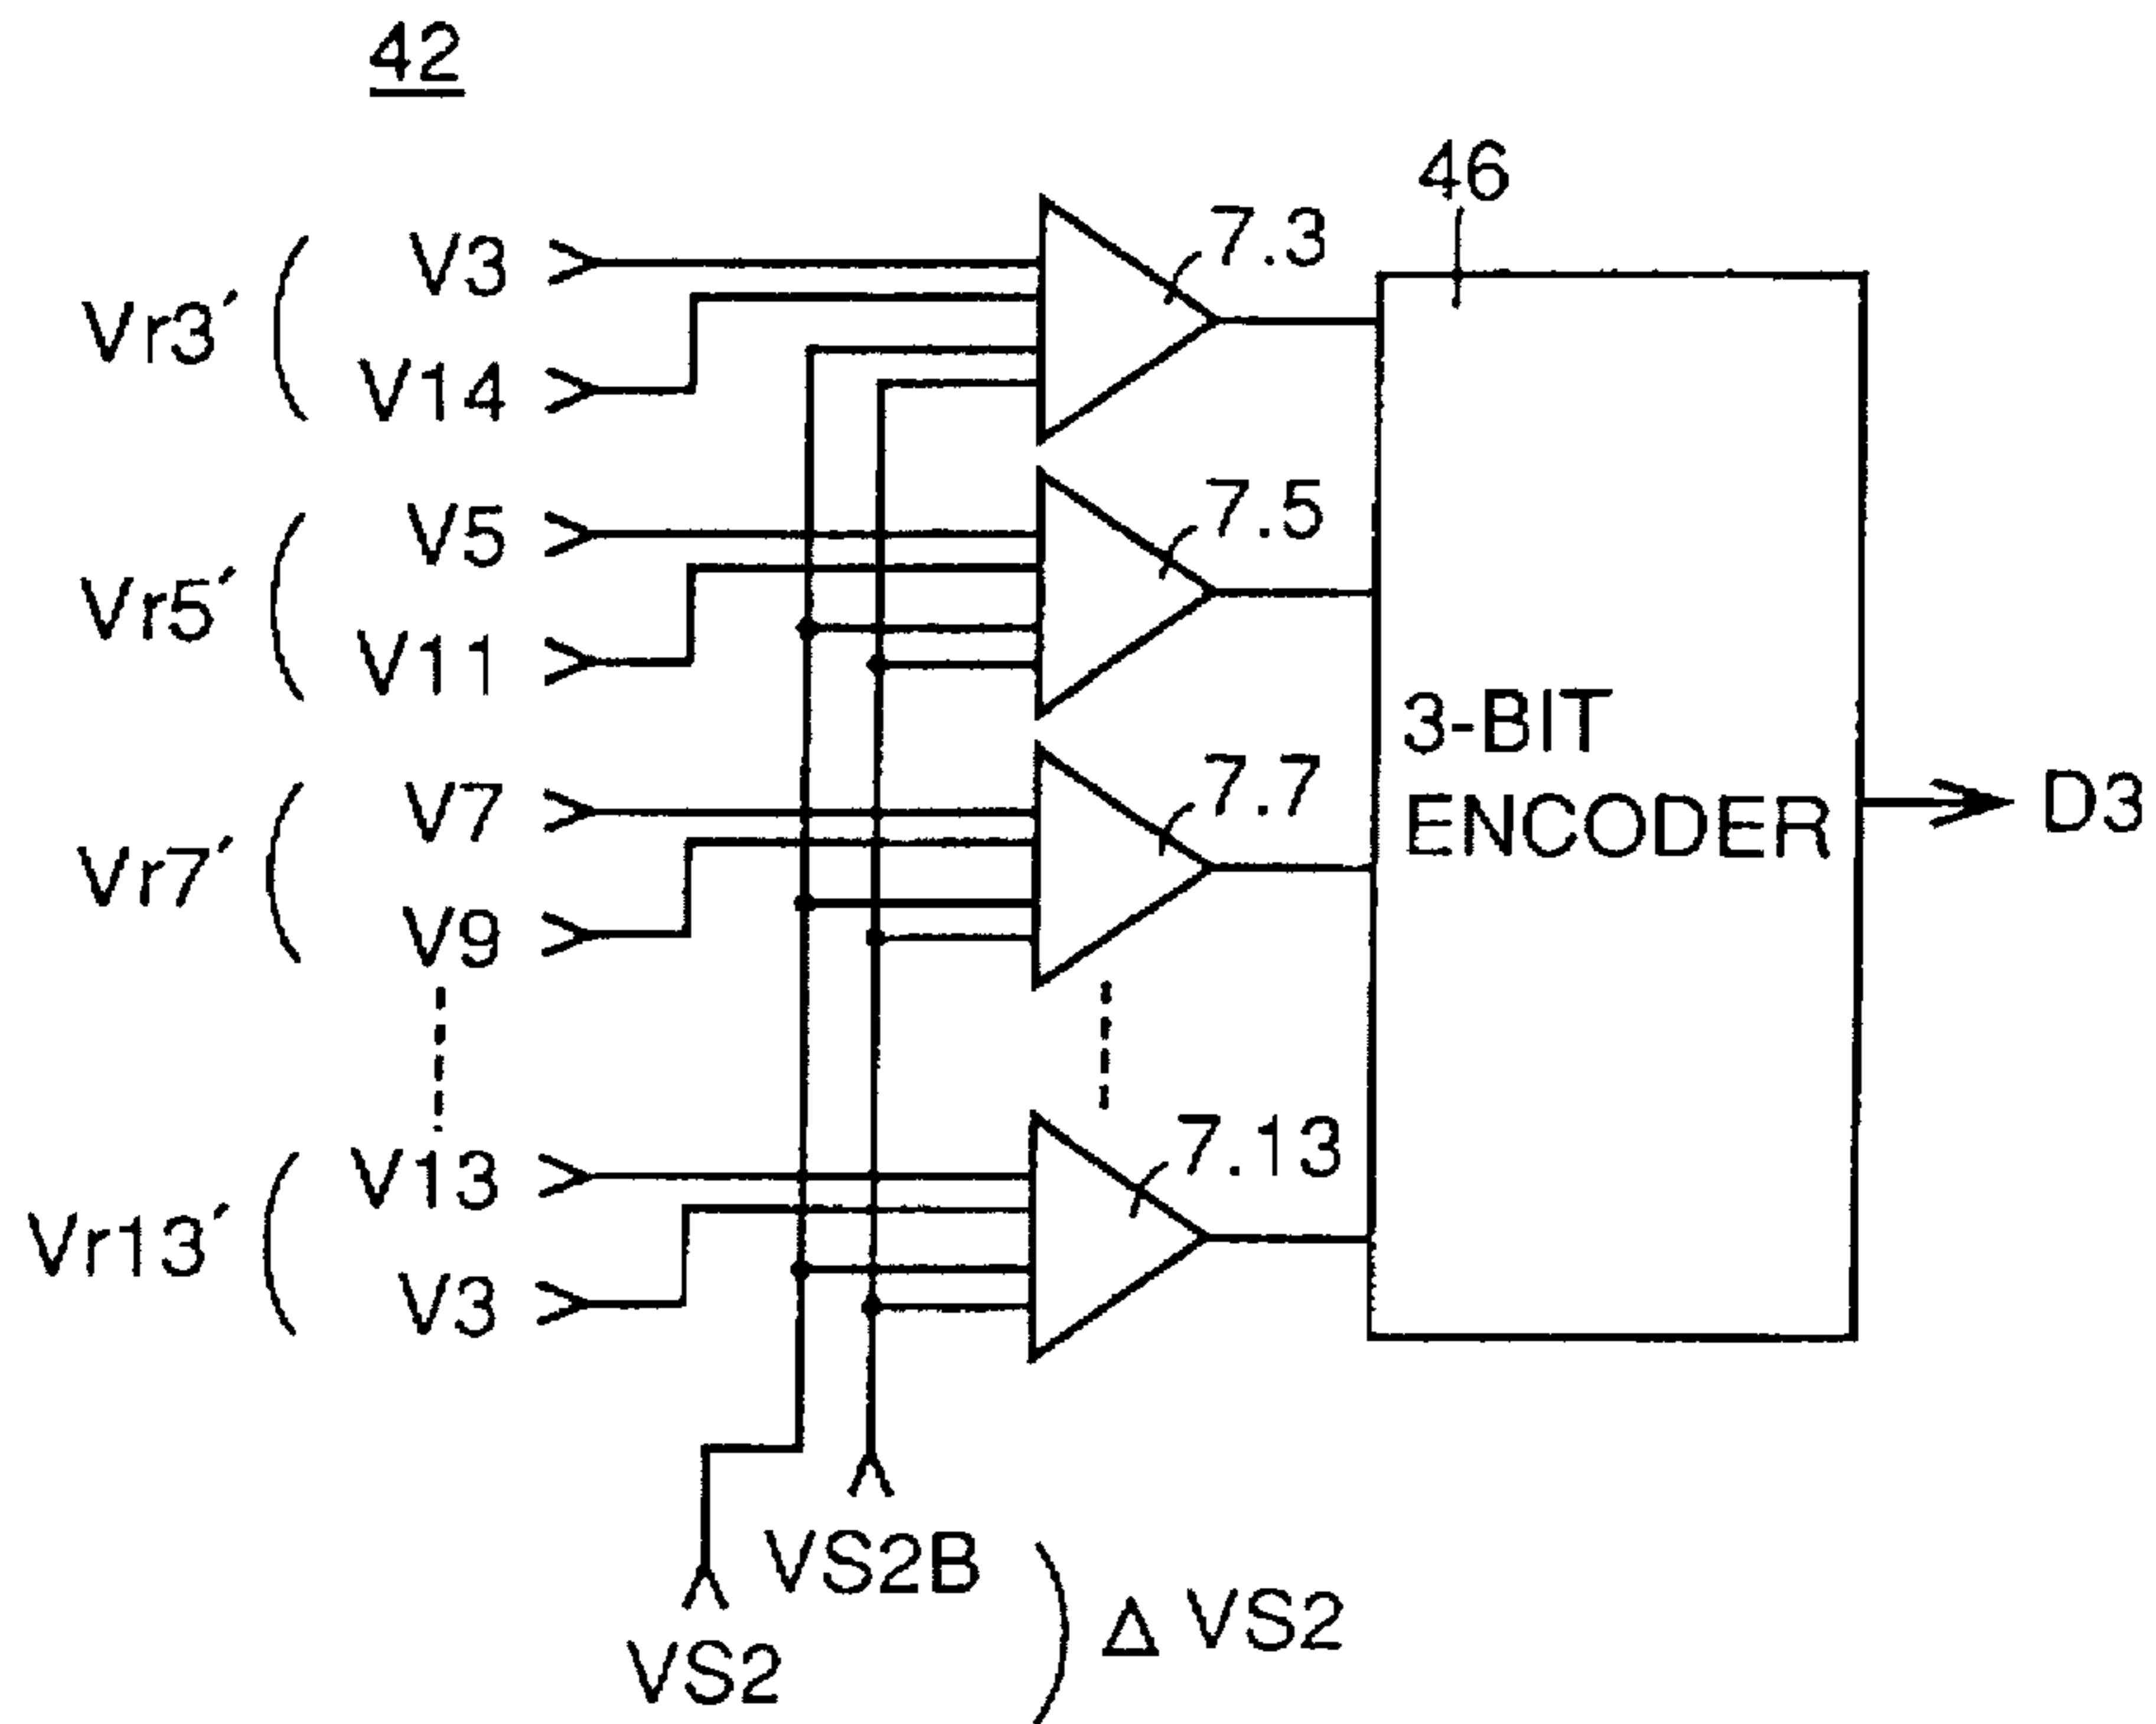 42
46
7.3
V3
Vr3´
V14
7.5
V5
Vr5´
V11
3-BIT
ENCODER
D3
7.7
V7
Vr7´
V9
7.13
V13
Vr13´
V3
VS2B
Δ VS2
VS2